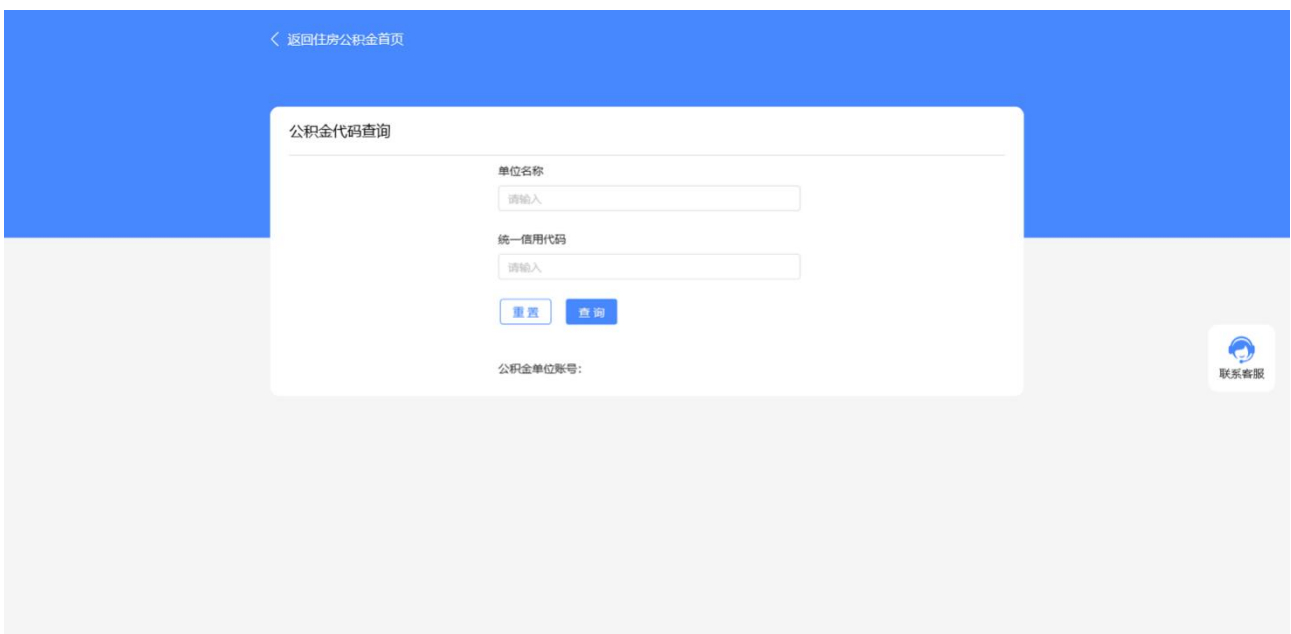 返回住房公积金首页
公积金代码查询
单位名称
请输入
统一信用代码
请输入
重置 查询
公积金单位账号：
联系客服